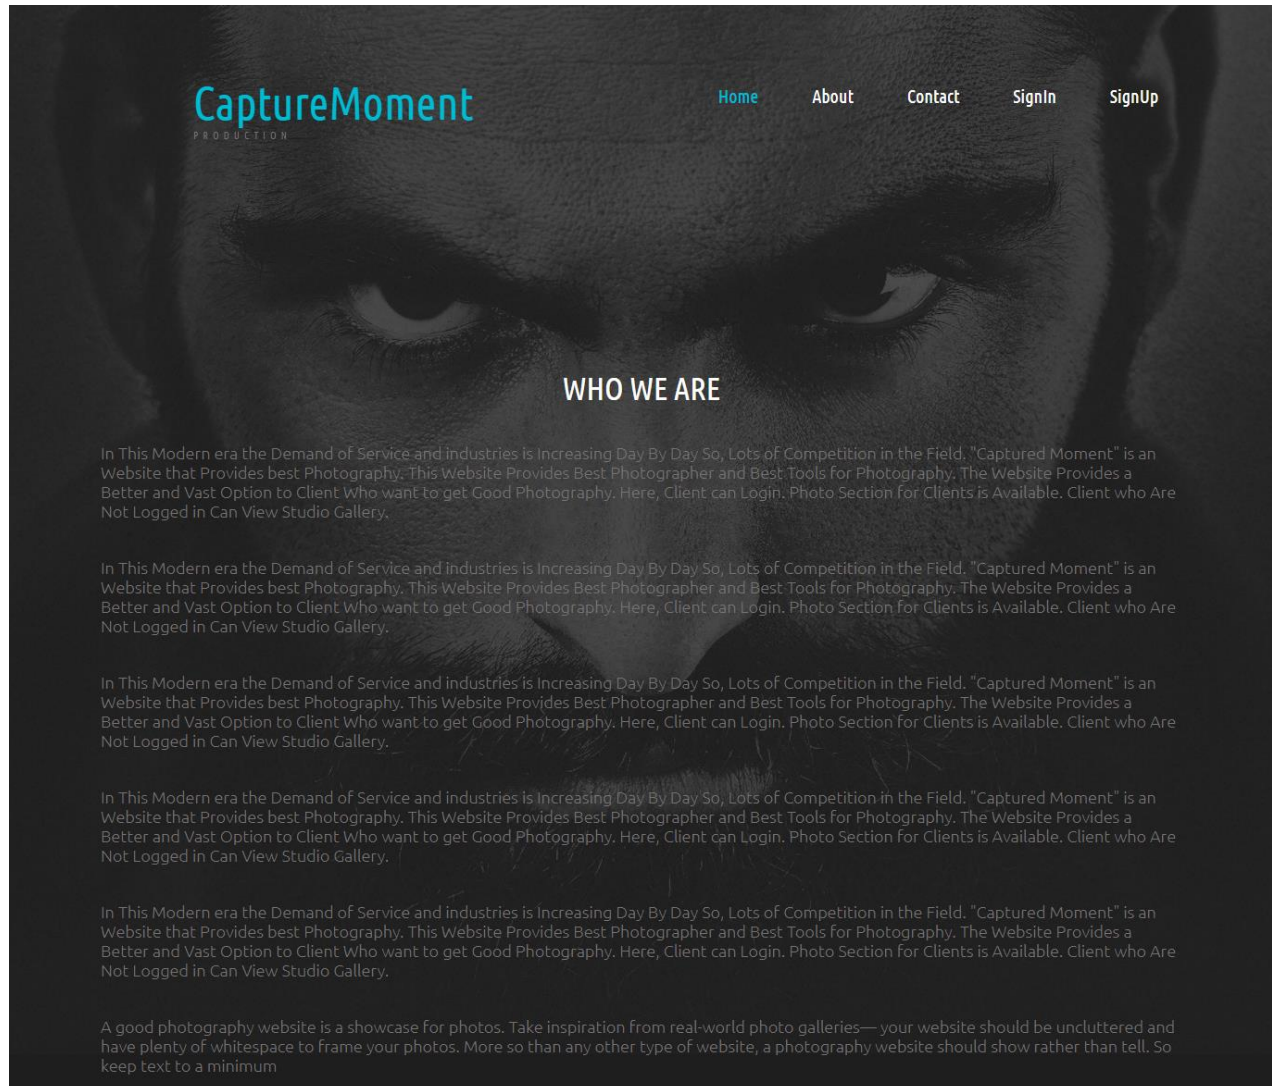 CaptureMoment
PRODUCTION
Home About Contact SignIn SignUp
WHO WE ARE
In This Modern era the Demand of Service and industries is Increasing Day By Day So, Lots of Competition in the Field. "Captured Moment" is an
Website that Provides best Photography. This Website Provides Best Photographer and Best Tools for Photography. The Website Provides a
Better and Vast Option to Client Who want to get Good Photography. Here, Client can Login. Photo Section for Clients is Available. Client who Are
Not Logged in Can View Studio Gallery.
In This Modern era the Demand of Service and industries is Increasing Day By Day So, Lots of Competition in the Field. "Captured Moment" is an
Website that Provides best Photography. This Website Provides Best Photographer and Best Tools for Photography. The Website Provides a
Better and Vast Option to Client Who want to get Good Photography. Here, Client can Login. Photo Section for Clients is Available. Client who Are
Not Logged in Can View Studio Gallery.
In This Modern era the Demand of Service and industries is Increasing Day By Day So, Lots of Competition in the Field. "Captured Moment" is an
Website that Provides best Photography. This Website Provides Best Photographer and Best Tools for Photography. The Website Provides a
Better and Vast Option to Client Who want to get Good Photography. Here, Client can Login. Photo Section for Clients is Available. Client who Are
Not Logged in Can View Studio Gallery.
In This Modern era the Demand of Service and industries is Increasing Day By Day So, Lots of Competition in the Field. "Captured Moment" is an
Website that Provides best Photography. This Website Provides Best Photographer and Best Tools for Photography. The Website Provides a
Better and Vast Option to Client Who want to get Good Photography. Here, Client can Login. Photo Section for Clients is Available. Client who Are
Not Logged in Can View Studio Gallery.
In This Modern era the Demand of Service and industries is Increasing Day By Day So, Lots of Competition in the Field. "Captured Moment" is an
Website that Provides best Photography. This Website Provides Best Photographer and Best Tools for Photography. The Website Provides a
Better and Vast Option to Client Who want to get Good Photography. Here, Client can Login. Photo Section for Clients is Available. Client who Are
Not Logged in Can View Studio Gallery.
A good photography website is a showcase for photos. Take inspiration from real-world photo galleries— your website should be uncluttered and
have plenty of whitespace to frame your photos. More so than any other type of website, a photography website should show rather than tell. So
keep text to a minimum